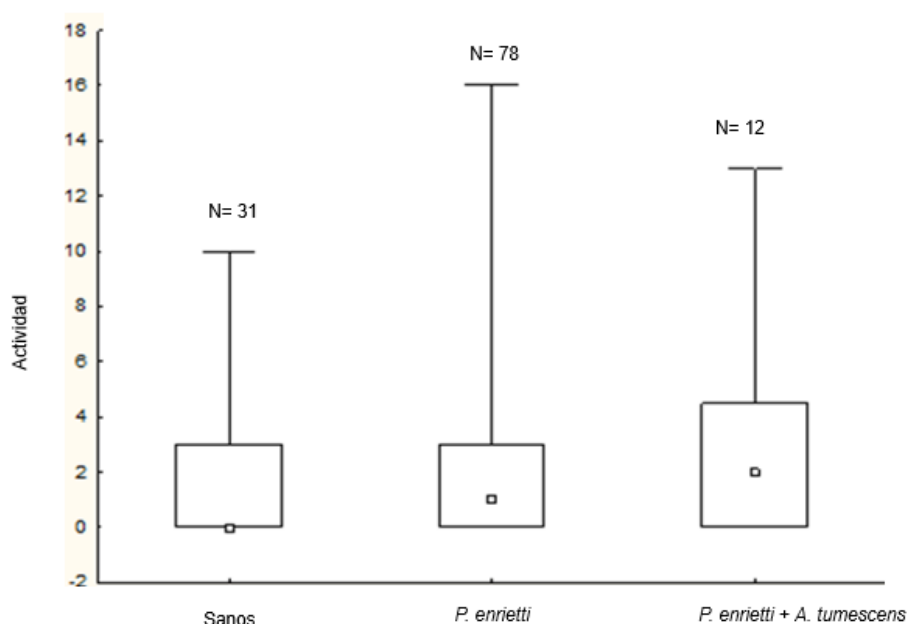 18
16
14
12
10
8
6
4
2
0
-2
Actividad
N= 31
N= 78
N= 12
Sanos
P. enrietti
P. enrietti + A. tumescens